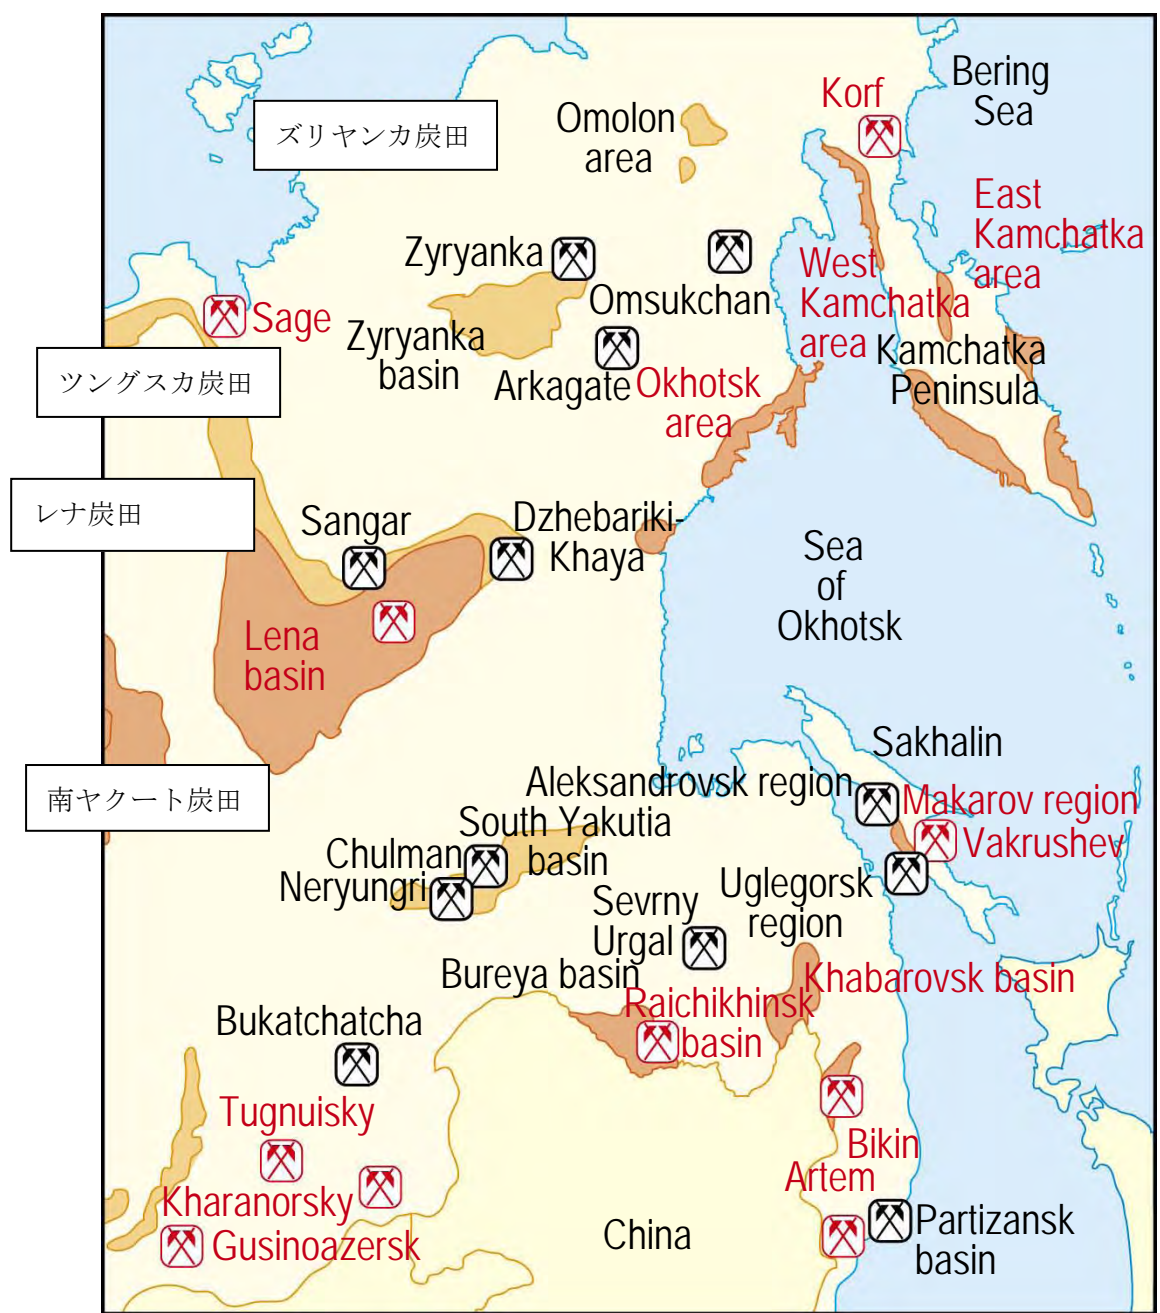 Bering
Sea
Korf
Omolon
area
ズリヤンカ炭田
East
Kamchatka
area
Zyryanka
West
Kamchatka
area
Omsukchan
Sage
Zyryanka
basin
Kamchatka
Peninsula
ツングスカ炭田
Arkagate
Okhotsk
area
レナ炭田
Sangar
Dzhebariki-
Khaya
Sea
of
Okhotsk
Lena
basin
Sakhalin
南ヤクート炭田
Aleksandrovsk region
Makarov region
Vakrushev
South Yakutia
basin
Chulman
Neryungri
Uglegorsk
region
Sevrny
Urgal
Bureya basin
Khabarovsk basin
Raichikhinsk
basin
Bukatchatcha
Tugnuisky
Bikin
Artem
Kharanorsky
Gusinoazersk
China
Partizansk
basin